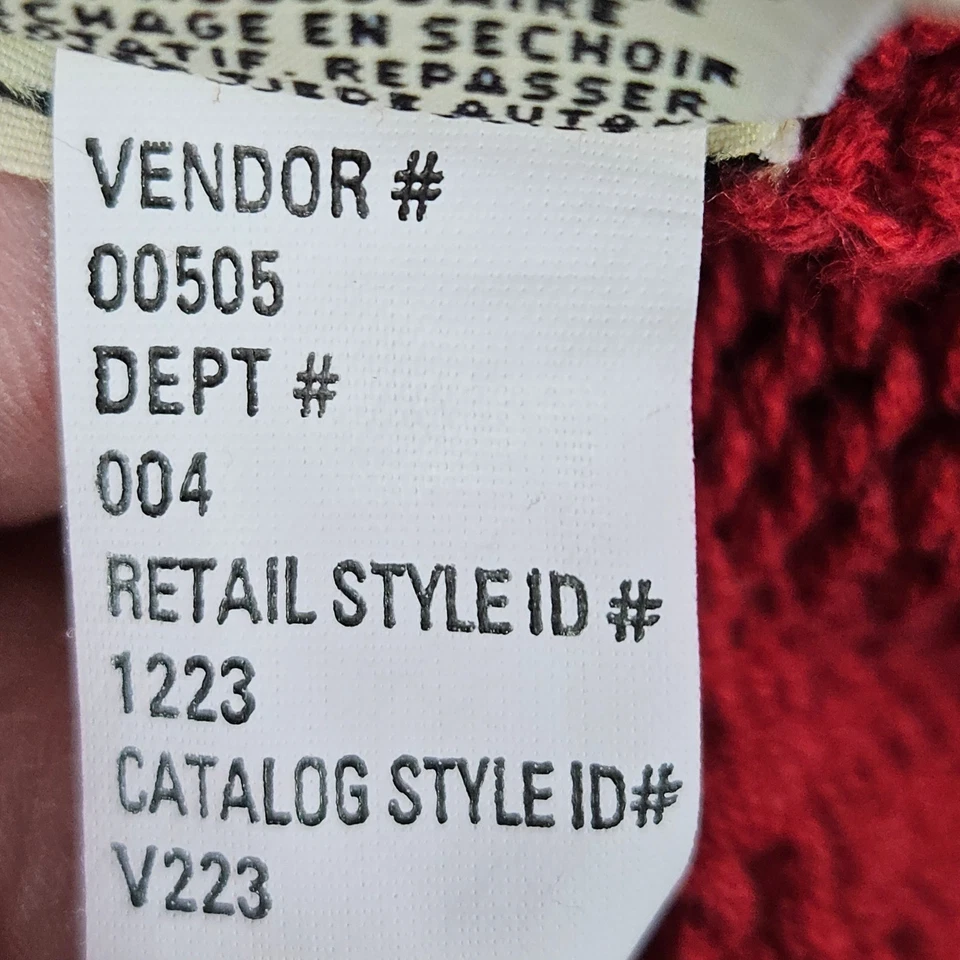 CHAGE EN SECHOIR
REPASSER
VENDOR #
00505
DEPT #
004
RETAIL STYLE ID #
1223
CATALOG STYLE ID#
V223